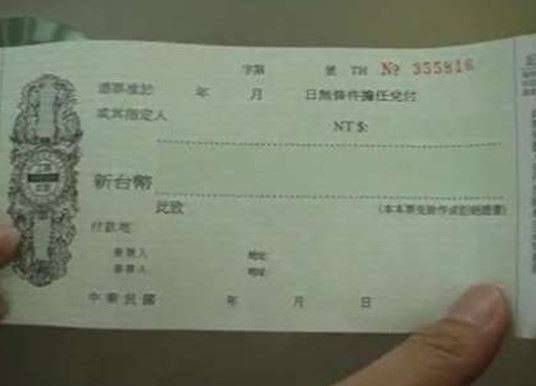 字第 號 TH № 355816
憑票准於 年 月 日無條件擔任兌付
或其指定人
NT $:
新台幣
此致 (本本票免除作成拒絕證書)
付款地
發票人 地址
發票人 地址
中華民國 年 月 日